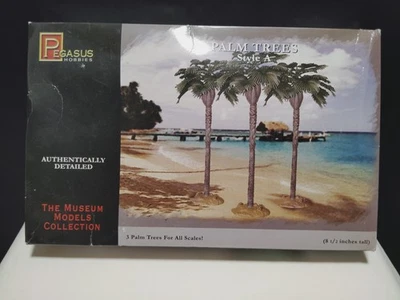 PEGASUS
HOBBIES
PALM TREES
Style A
AUTHENTICALLY
DETAILED
THE MUSEUM
MODELS
COLLECTION
3 Palm Trees For All Scales!
(8 1/2 inches tall)